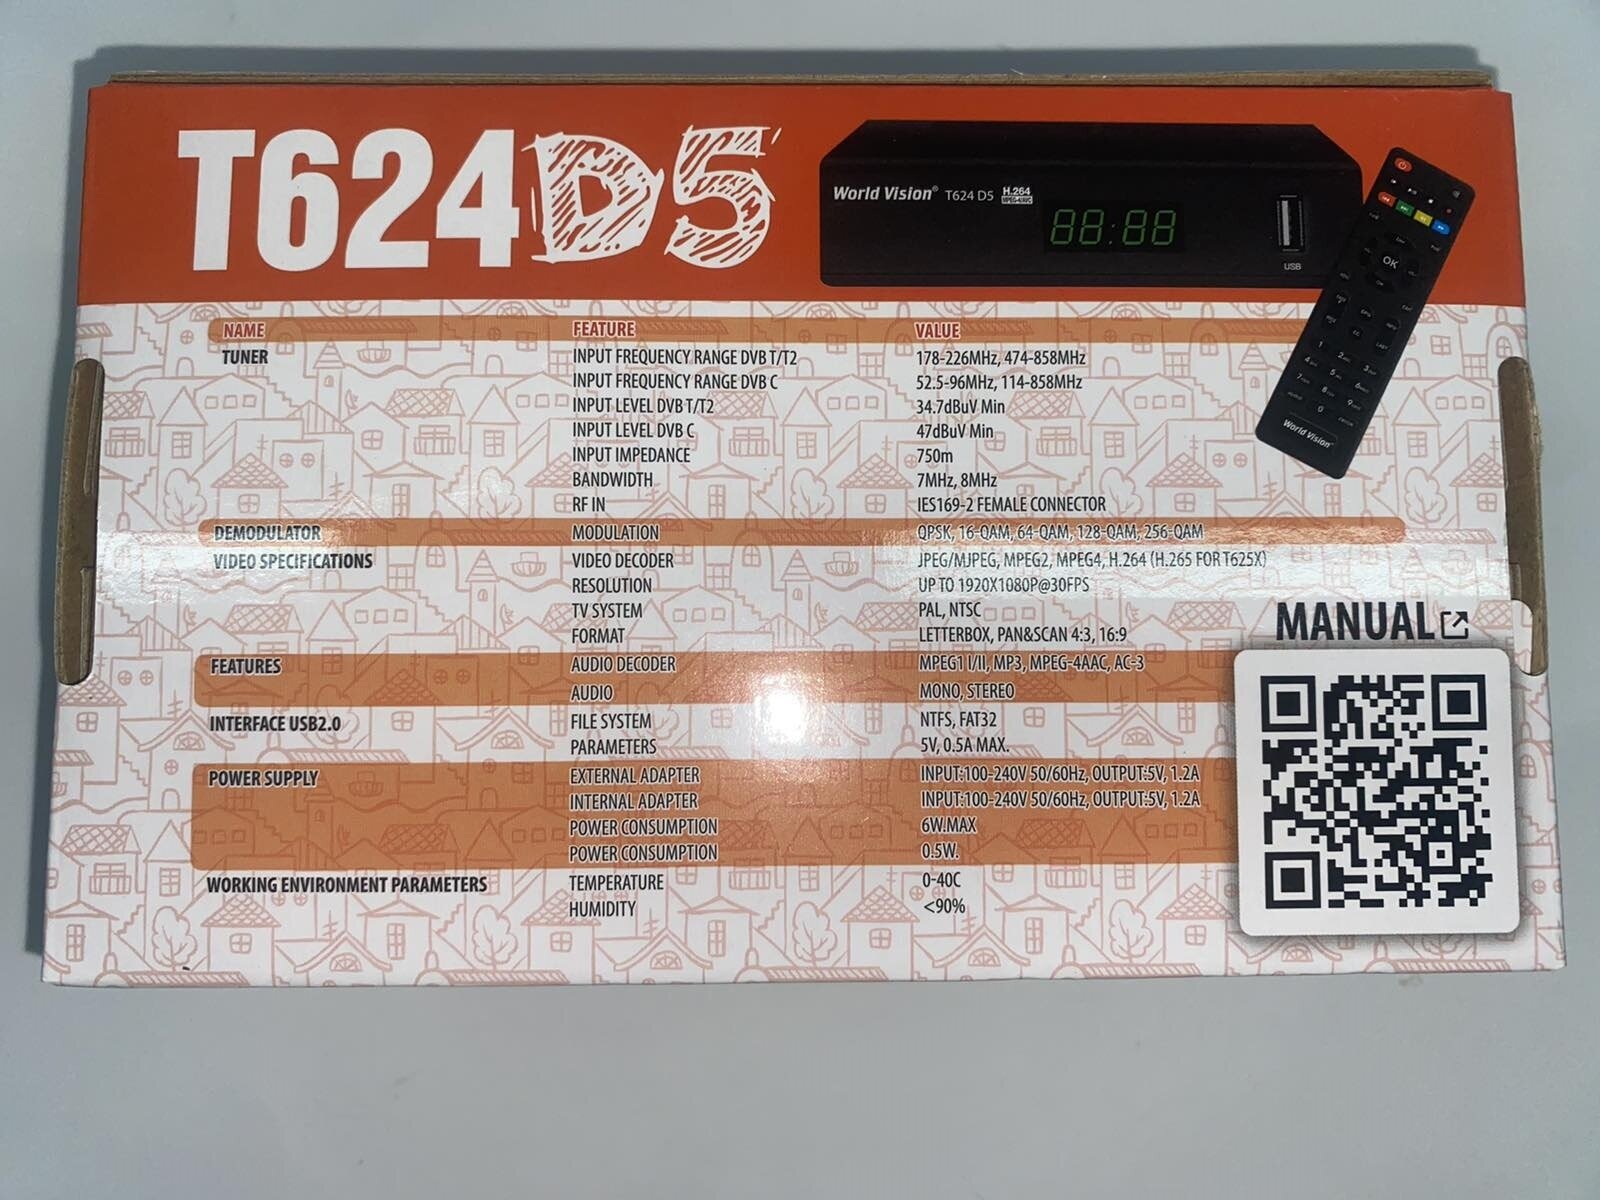 T624D5
World Vision® T624 D5 H.264
MPEG-4/AVC
88:88
USB
OK
World Vision
NAME FEATURE VALUE
TUNER INPUT FREQUENCY RANGE DVB T/T2 178-226MHz, 474-858MHz
INPUT FREQUENCY RANGE DVB C 52.5-96MHz, 114-858MHz
INPUT LEVEL DVB T/T2 34.7dBuV Min
INPUT LEVEL DVB C 47dBuV Min
INPUT IMPEDANCE 750m
BANDWIDTH 7MHz, 8MHz
RF IN IES169-2 FEMALE CONNECTOR
DEMODULATOR MODULATION QPSK, 16-QAM, 64-QAM, 128-QAM, 256-QAM
VIDEO SPECIFICATIONS VIDEO DECODER JPEG/MJPEG, MPEG2, MPEG4, H.264 (H.265 FOR T625X)
RESOLUTION UP TO 1920X1080P@30FPS
TV SYSTEM PAL, NTSC
FORMAT LETTERBOX, PAN&SCAN 4:3, 16:9
FEATURES AUDIO DECODER MPEG1 I/II, MP3, MPEG-4AAC, AC-3
AUDIO MONO, STEREO
INTERFACE USB2.0 FILE SYSTEM NTFS, FAT32
PARAMETERS 5V, 0.5A MAX.
POWER SUPPLY EXTERNAL ADAPTER INPUT:100-240V 50/60Hz, OUTPUT:5V, 1.2A
INTERNAL ADAPTER INPUT:100-240V 50/60Hz, OUTPUT:5V, 1.2A
POWER CONSUMPTION 6W.MAX
POWER CONSUMPTION 0.5W.
WORKING ENVIRONMENT PARAMETERS TEMPERATURE 0-40C
HUMIDITY <90%
MANUAL